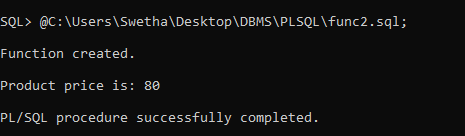 SQL> @C:\Users\Swetha\Desktop\DBMS\PLSQL\func2.sql;
Function created.
Product price is: 80
PL/SQL procedure successfully completed.